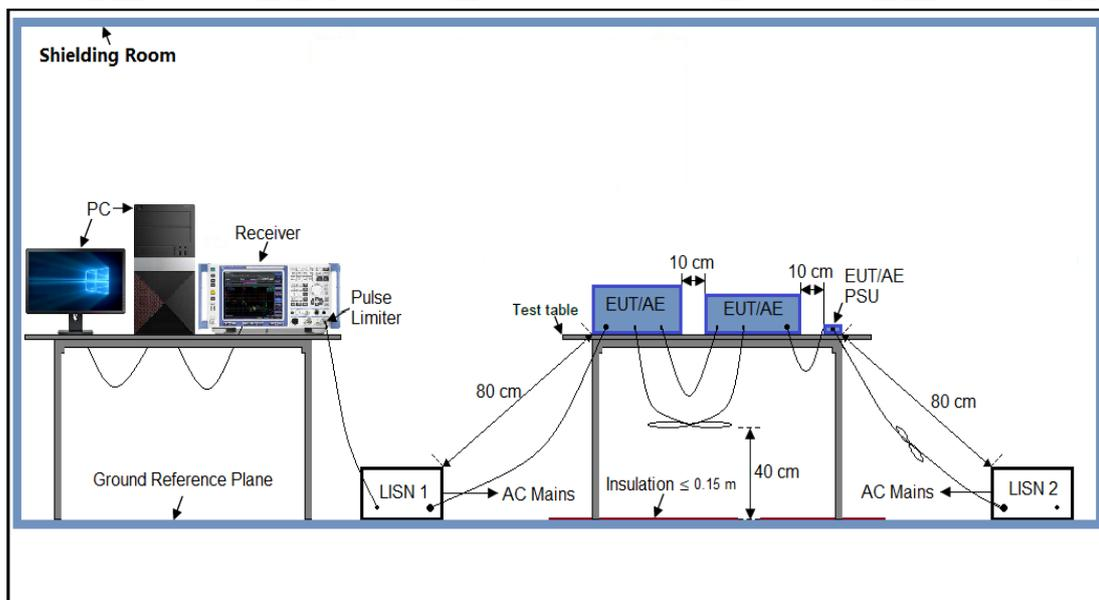 Shielding Room
PC
Receiver
Pulse
Limiter
10 cm
10 cm
EUT/AE
PSU
Test table
EUT/AE
EUT/AE
80 cm
80 cm
40 cm
Ground Reference Plane
LISN 1
AC Mains
Insulation ≤ 0.15 m
AC Mains
LISN 2